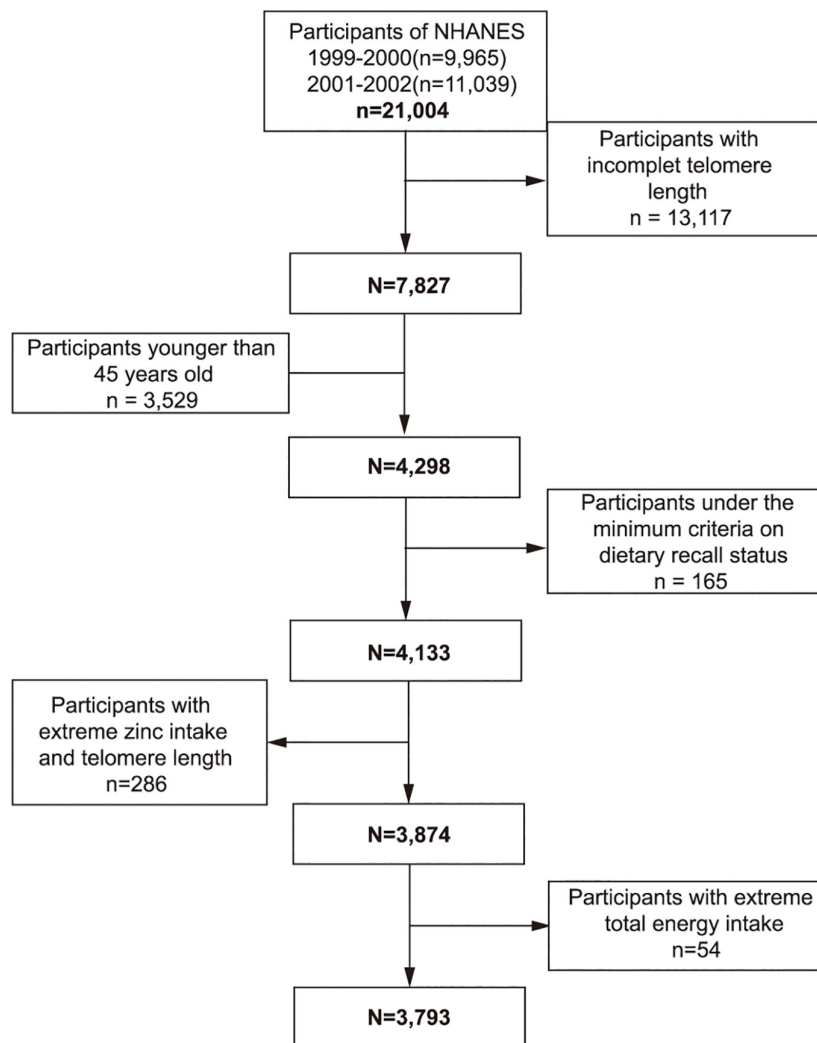 Participants of NHANES
1999-2000(n=9,965)
2001-2002(n=11,039)
n=21,004
Participants with
incomplet telomere
length
n = 13,117
N=7,827
Participants younger than
45 years old
n = 3,529
N=4,298
Participants under the
minimum criteria on
dietary recall status
n = 165
N=4,133
Participants with
extreme zinc intake
and telomere length
n=286
N=3,874
Participants with extreme
total energy intake
n=54
N=3,793